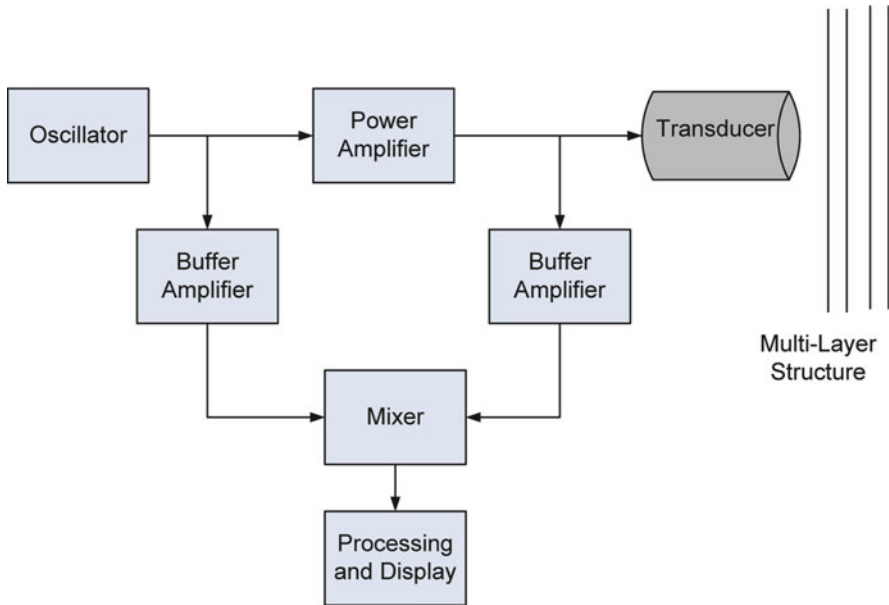 Oscillator
Power
Amplifier
Transducer
Buffer
Amplifier
Buffer
Amplifier
Multi-Layer
Structure
Mixer
Processing
and Display